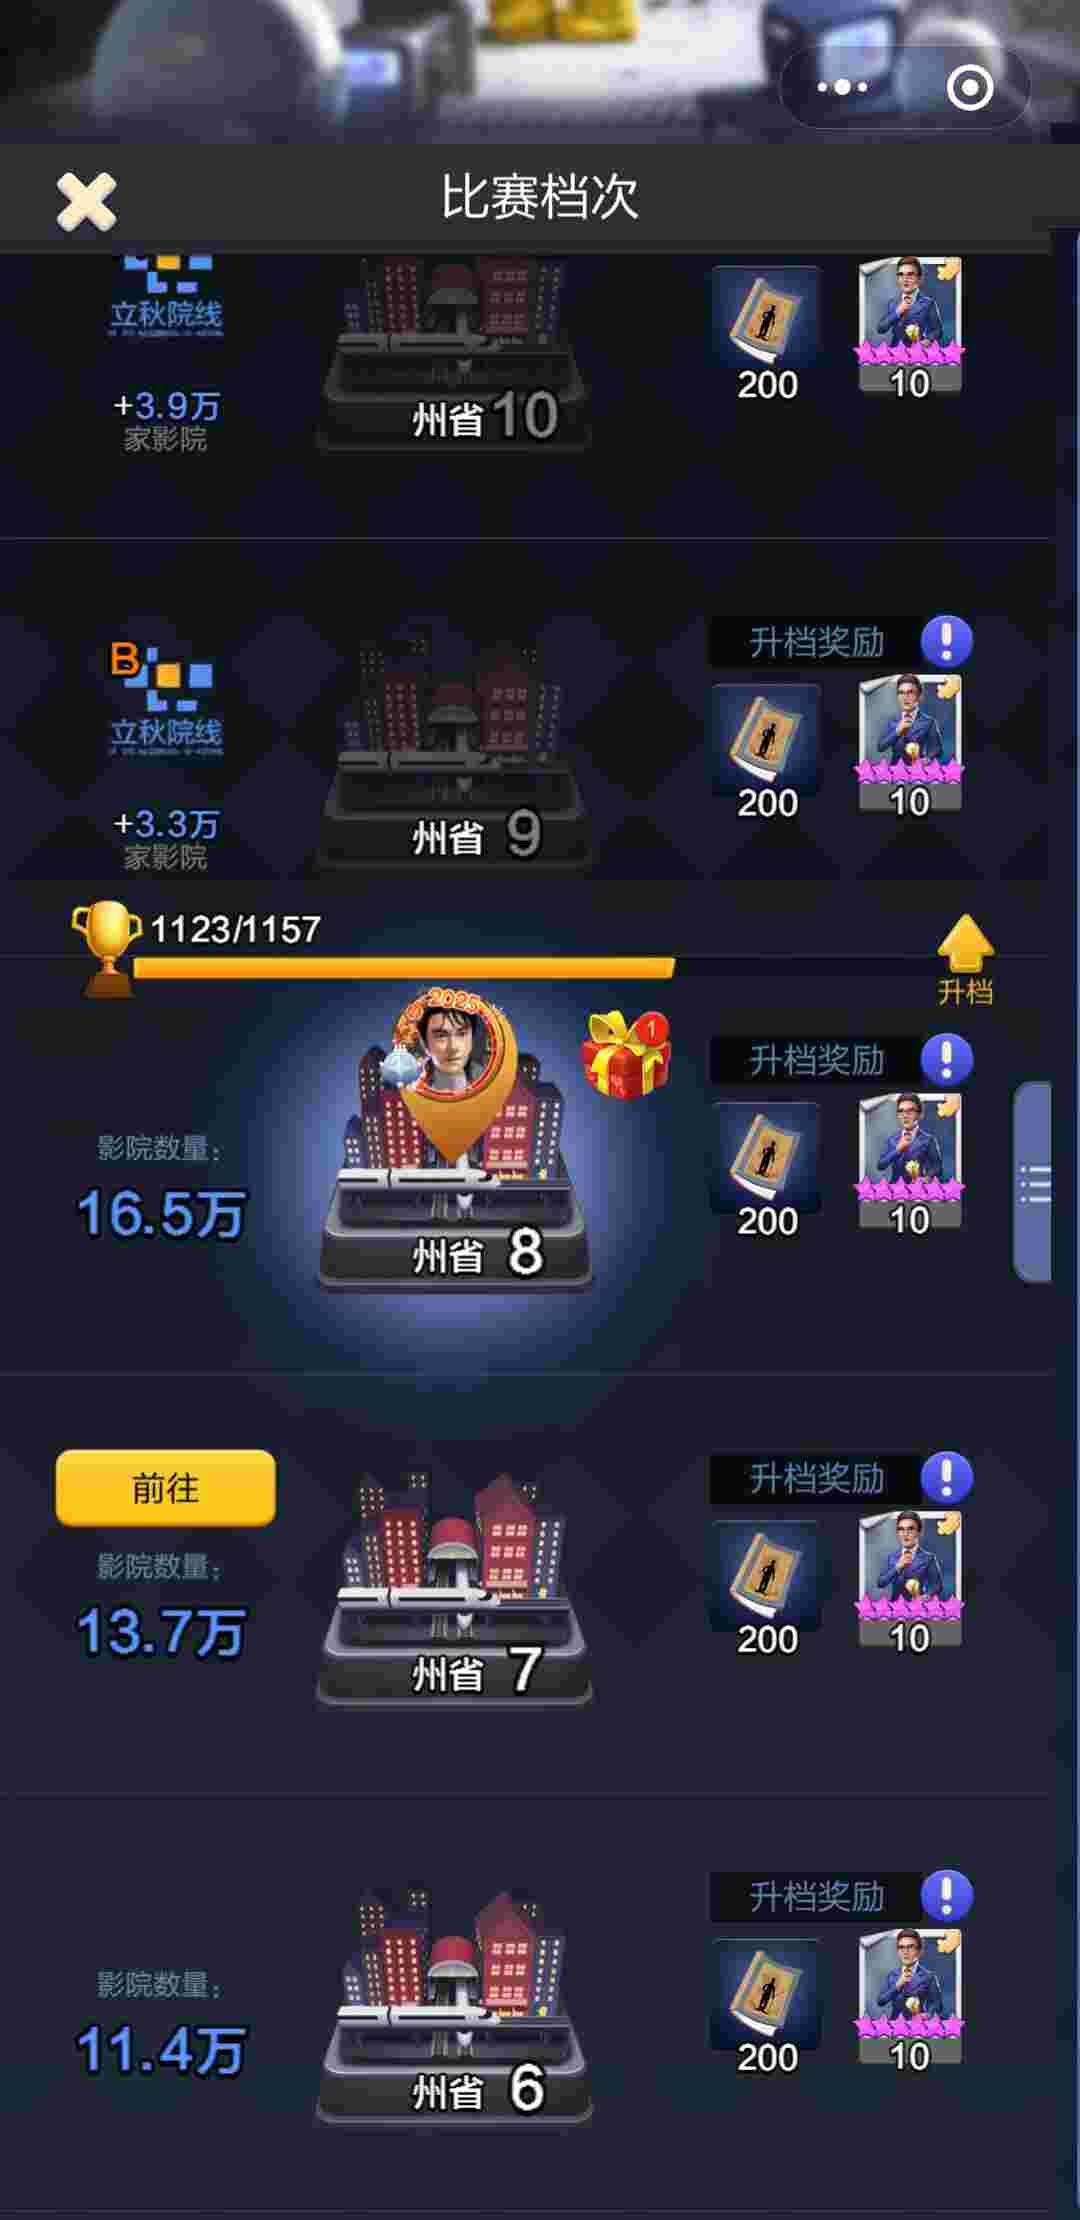 比赛档次
立秋院线
+3.9万
家影院
州省 10
200
10
升档奖励
B
立秋院线
+3.3万
家影院
州省 9
200
10
1123/1157
升档
2025
1
升档奖励
影院数量:
16.5万
州省 8
200
10
前往
升档奖励
影院数量:
13.7万
州省 7
200
10
升档奖励
影院数量:
11.4万
州省 6
200
10